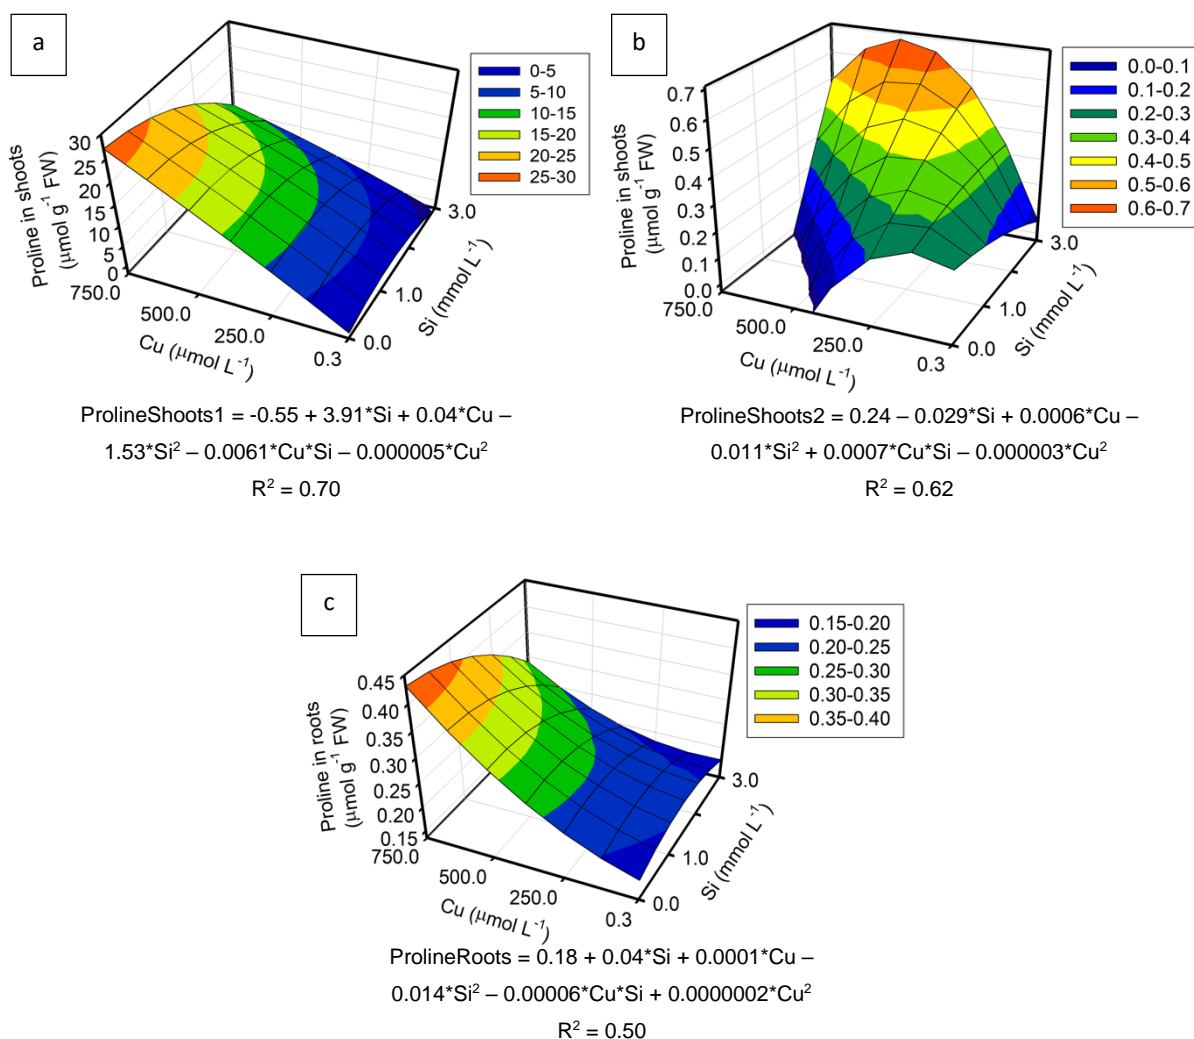 a
0-5
5-10
10-15
15-20
20-25
25-30
Proline in shoots
(μmol g⁻¹ FW)
30
25
20
15
10
5
0
750.0
500.0
250.0
0.3
Cu (μmol L⁻¹)
0.0
1.0
3.0
Si (mmol L⁻¹)
ProlineShoots1 = -0.55 + 3.91*Si + 0.04*Cu –
1.53*Si² – 0.0061*Cu*Si – 0.000005*Cu²
R² = 0.70
b
0.0-0.1
0.1-0.2
0.2-0.3
0.3-0.4
0.4-0.5
0.5-0.6
0.6-0.7
Proline in shoots
(μmol g⁻¹ FW)
0.7
0.6
0.5
0.4
0.3
0.2
0.1
0.0
750.0
500.0
250.0
0.3
Cu (μmol L⁻¹)
0.0
1.0
3.0
Si (mmol L⁻¹)
ProlineShoots2 = 0.24 – 0.029*Si + 0.0006*Cu –
0.011*Si² + 0.0007*Cu*Si – 0.000003*Cu²
R² = 0.62
c
0.15-0.20
0.20-0.25
0.25-0.30
0.30-0.35
0.35-0.40
Proline in roots
(μmol g⁻¹ FW)
0.45
0.40
0.35
0.30
0.25
0.20
0.15
750.0
500.0
250.0
0.3
Cu (μmol L⁻¹)
0.0
1.0
3.0
Si (mmol L⁻¹)
ProlineRoots = 0.18 + 0.04*Si + 0.0001*Cu –
0.014*Si² – 0.00006*Cu*Si + 0.0000002*Cu²
R² = 0.50